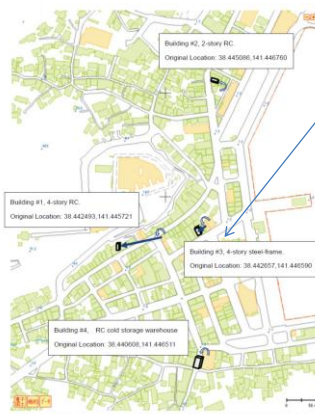 Building #2, 2-story RC.
Original Location: 38.445086,141.446760
Building #1, 4-story RC.
Original Location: 38.442493,141.445721
Building #3, 4-story steel-frame.
Original Location: 38.442657,141.446590
Building #4, RC cold storage warehouse
Original Location: 38.440608,141.446511